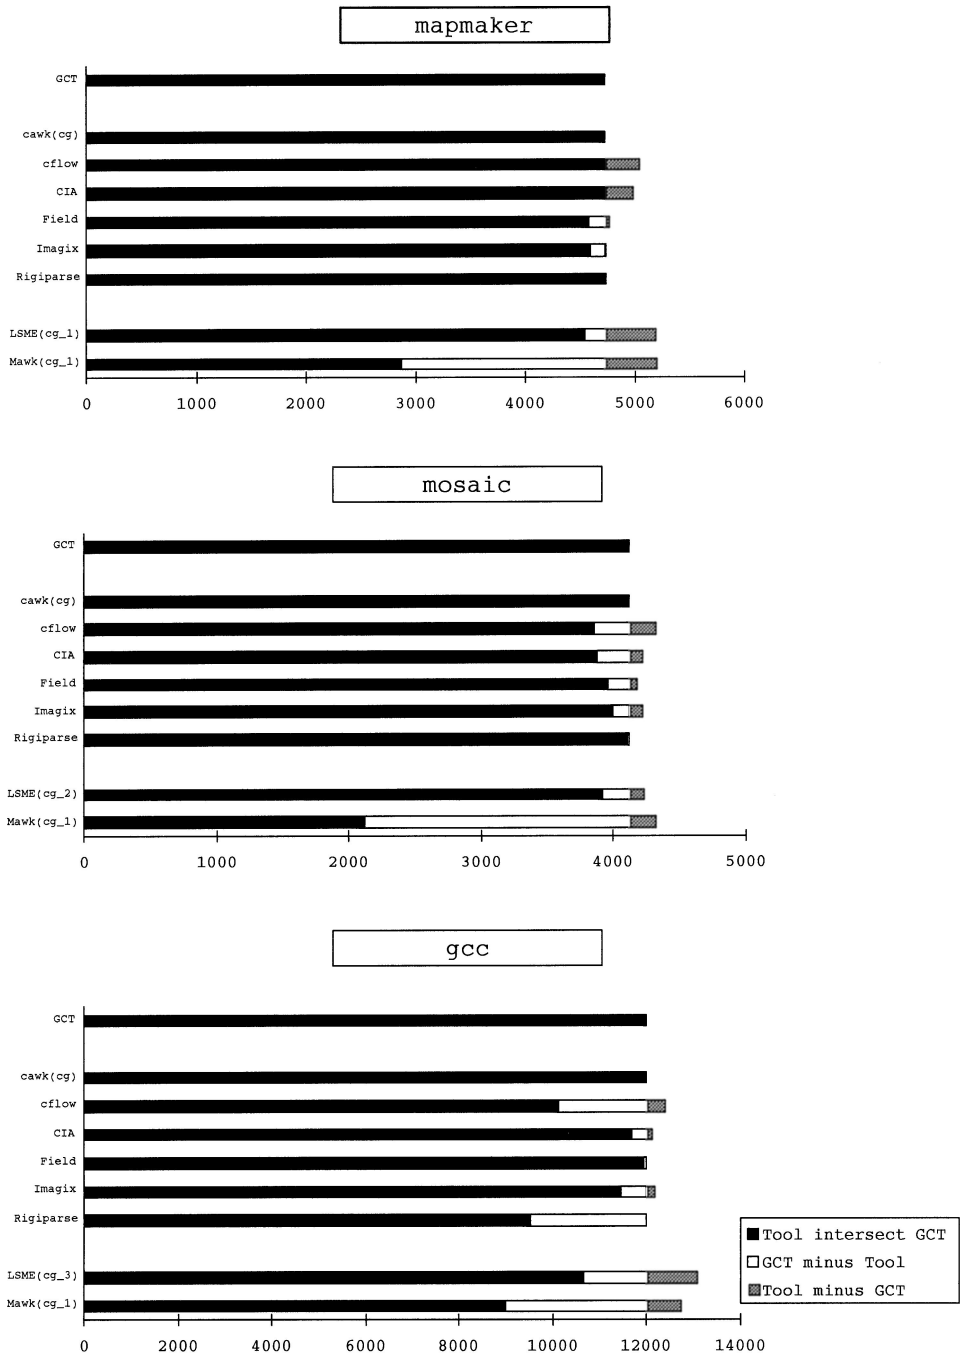 mapmaker
GCT
cawk(cg)
cflow
CIA
Field
Imagix
Rigiparse
LSME(cg_1)
Mawk(cg_1)
0 1000 2000 3000 4000 5000 6000
mosaic
GCT
cawk(cg)
cflow
CIA
Field
Imagix
Rigiparse
LSME(cg_2)
Mawk(cg_1)
0 1000 2000 3000 4000 5000
gcc
GCT
cawk(cg)
cflow
CIA
Field
Imagix
Rigiparse
LSME(cg_3)
Mawk(cg_1)
0 2000 4000 6000 8000 10000 12000 14000
Tool intersect GCT
GCT minus Tool
Tool minus GCT